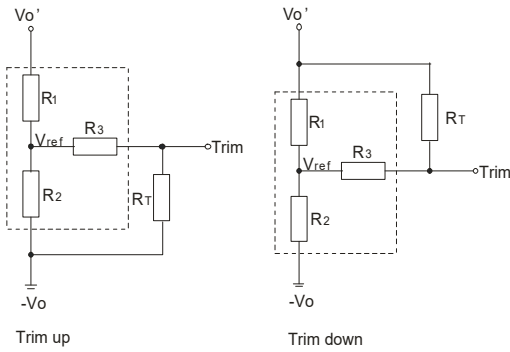 Vo'
R1
Vref
R3
Trim
R2
RT
-Vo
Trim up
Vo'
R1
RT
Vref
R3
Trim
R2
-Vo
Trim down